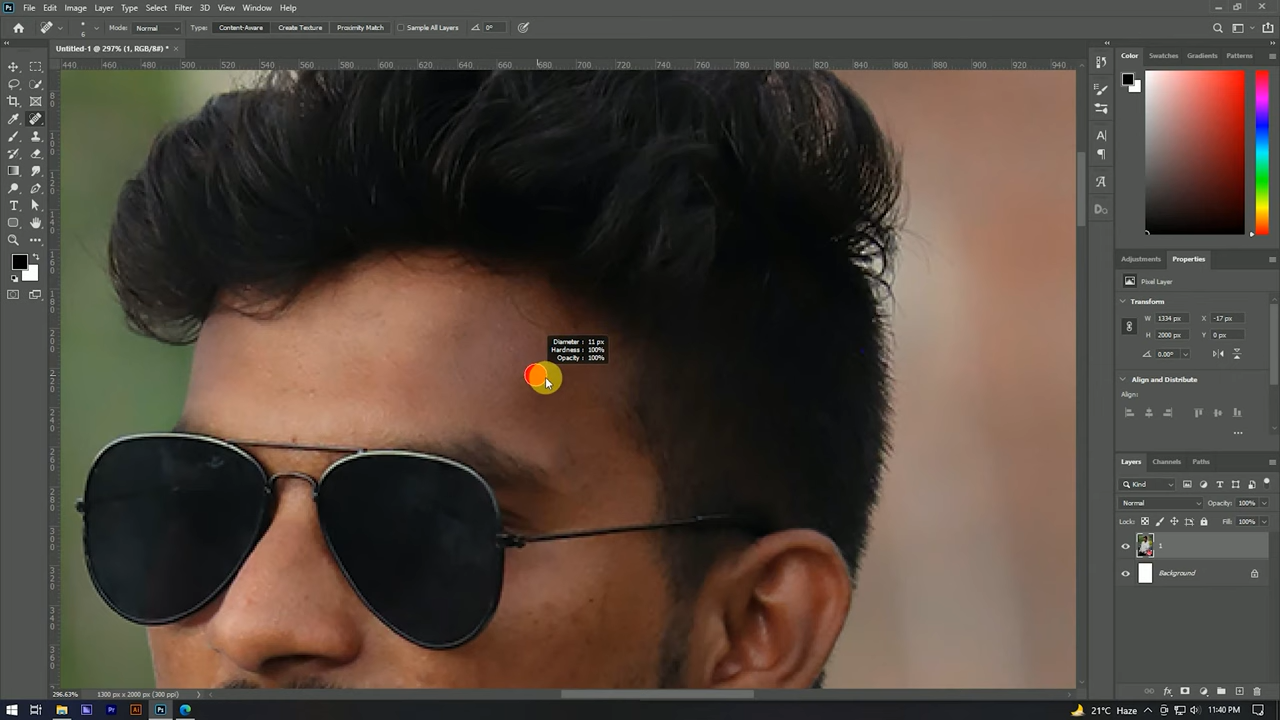 File Edit Image Layer Type Select Filter 3D View Window Help
6 Mode: Normal Type: Content-Aware Create Texture Proximity Match Sample All Layers 0°
Untitled-1 @ 297% (1, RGB/8#) * ×
440 460 480 500 520 540 560 580 600 620 640 660 680 700 720 740 760 780 800 820 840 860 880 900 920 940
Color Swatches Gradients Patterns
Diameter : 11 px
Hardness : 100%
Opacity : 100%
Adjustments Properties
Pixel Layer
Transform
W 1334 px X -17 px
H 2000 px Y 0 px
0.00°
Align and Distribute
Align:
Layers Channels Paths
Kind
Normal Opacity: 100%
Lock: Fill: 100%
1
Background
296.63% 1300 px x 2000 px (300 ppi)
21°C Haze 11:40 PM